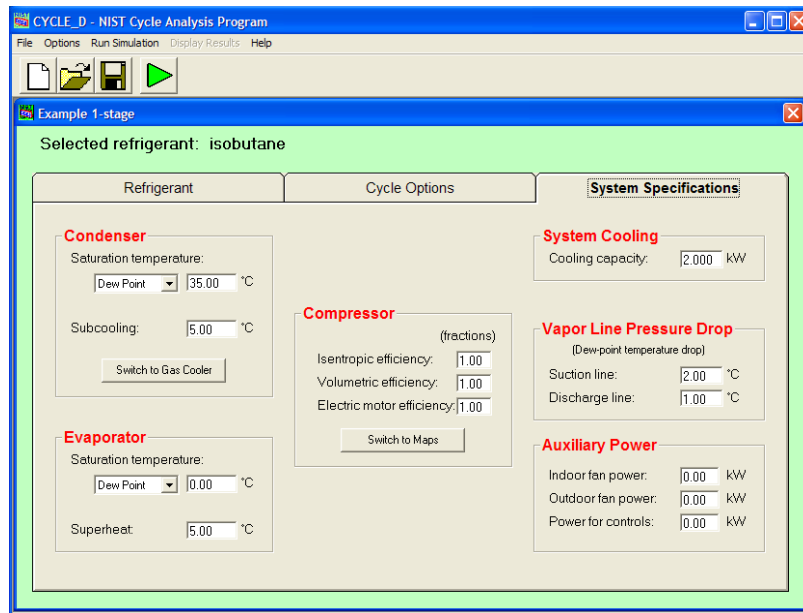 CYCLE_D - NIST Cycle Analysis Program
File Options Run Simulation Display Results Help
Example 1-stage
Selected refrigerant: isobutane
Refrigerant
Cycle Options
System Specifications
Condenser
Saturation temperature:
Dew Point 35.00 °C
Subcooling: 5.00 °C
Switch to Gas Cooler
Evaporator
Saturation temperature:
Dew Point 0.00 °C
Superheat: 5.00 °C
Compressor
(fractions)
Isentropic efficiency: 1.00
Volumetric efficiency: 1.00
Electric motor efficiency: 1.00
Switch to Maps
System Cooling
Cooling capacity: 2.000 kW
Vapor Line Pressure Drop
(Dew-point temperature drop)
Suction line: 2.00 °C
Discharge line: 1.00 °C
Auxiliary Power
Indoor fan power: 0.00 kW
Outdoor fan power: 0.00 kW
Power for controls: 0.00 kW